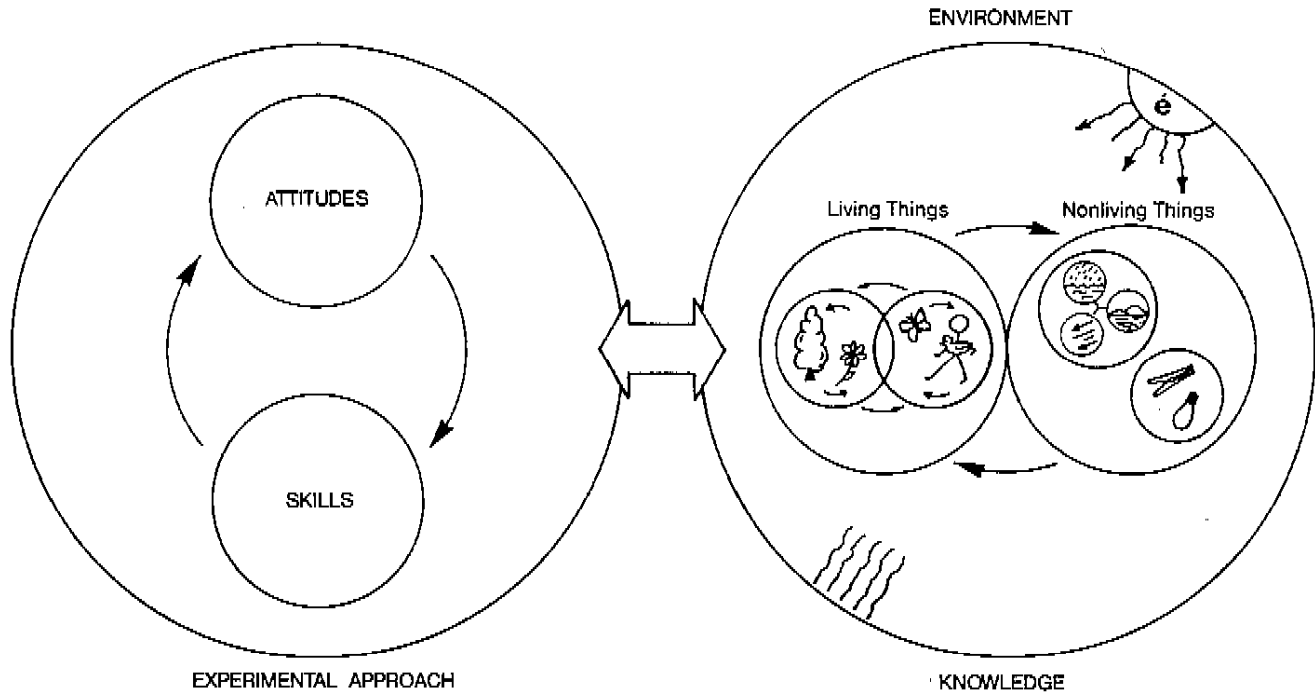 ENVIRONMENT
é
ATTITUDES
Living Things
Nonliving Things
SKILLS
EXPERIMENTAL APPROACH
KNOWLEDGE